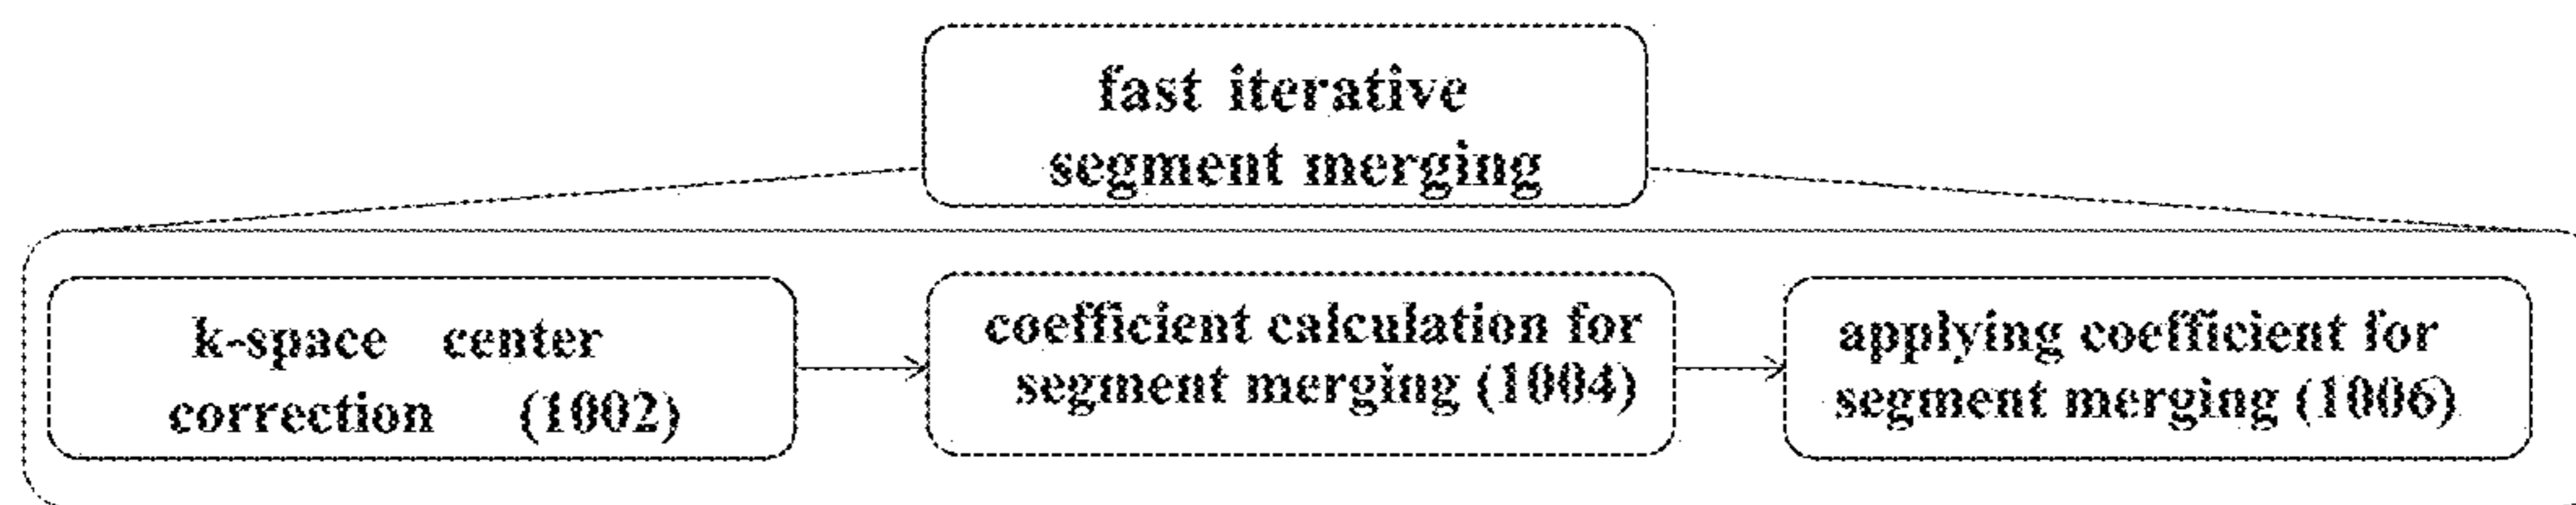 fast iterative
segment merging
k-space center
correction (1002)
coefficient calculation for
segment merging (1004)
applying coefficient for
segment merging (1006)